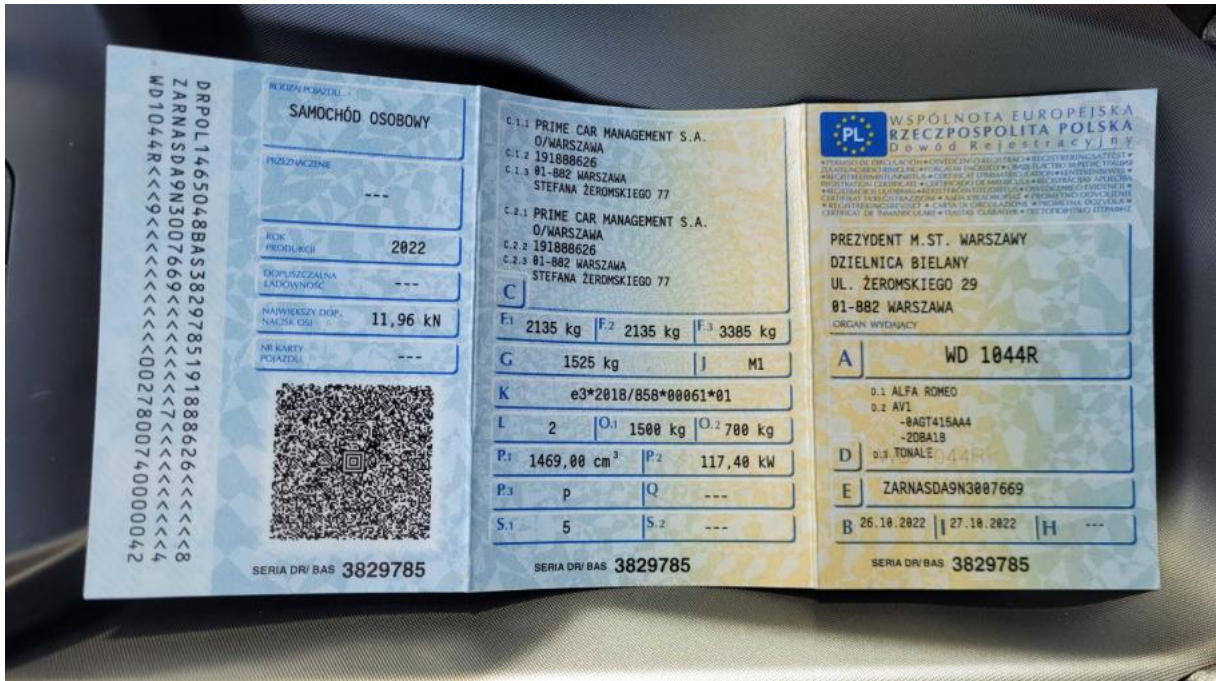 DRPOL1465048BAS3829785191888626<<<<<8
ZARNASDA9N3007669<<<<<<<7<<<<<<<<<4
WD1044R<<9<<<<<<<<<<<<0027800740000042
RODZAJ POJAZDU
SAMOCHÓD OSOBOWY
PRZEZNACZENIE
---
ROK
PRODUKCJI 2022
DOPUSZCZALNA
ŁADOWNOŚĆ ---
NAJWIĘKSZY DOP.
NACISK OSI 11,96 kN
NR KARTY
POJAZDU ---
SERIA DR/ BAS 3829785
C.1.1 PRIME CAR MANAGEMENT S.A.
O/WARSZAWA
C.1.2 191888626
C.1.3 01-882 WARSZAWA
STEFANA ŻEROMSKIEGO 77
C.2.1 PRIME CAR MANAGEMENT S.A.
O/WARSZAWA
C.2.2 191888626
C.2.3 01-882 WARSZAWA
STEFANA ŻEROMSKIEGO 77
C
F.1 2135 kg F.2 2135 kg F.3 3385 kg
G 1525 kg J M1
K e3*2018/858*00061*01
L 2 O.1 1500 kg O.2 700 kg
P.1 1469,00 cm³ P.2 117,40 kW
P.3 P Q ---
S.1 5 S.2 ---
SERIA DR/ BAS 3829785
PL
WSPÓLNOTA EUROPEJSKA
RZECZPOSPOLITA POLSKA
Dowód Rejestracyjny
PREZYDENT M.ST. WARSZAWY
DZIELNICA BIELANY
UL. ŻEROMSKIEGO 29
01-882 WARSZAWA
ORGAN WYDAJĄCY
A WD 1044R
D.1 ALFA ROMEO
D.2 AV1
-0AGT415AA4
-2DBA1B
D D.3 TONALE
WD 1044R
E ZARNASDA9N3007669
B 26.10.2022 I 27.10.2022 H ---
SERIA DR/ BAS 3829785